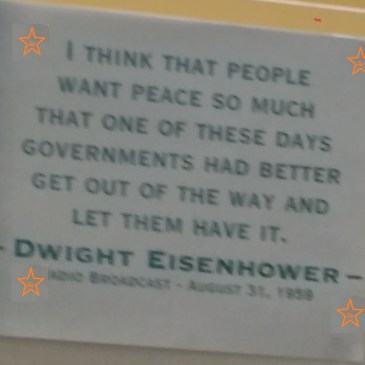 I THINK THAT PEOPLE
WANT PEACE SO MUCH
THAT ONE OF THESE DAYS
GOVERNMENTS HAD BETTER
GET OUT OF THE WAY AND
LET THEM HAVE IT.
- DWIGHT EISENHOWER -
BROADCAST - AUGUST 31, 1959